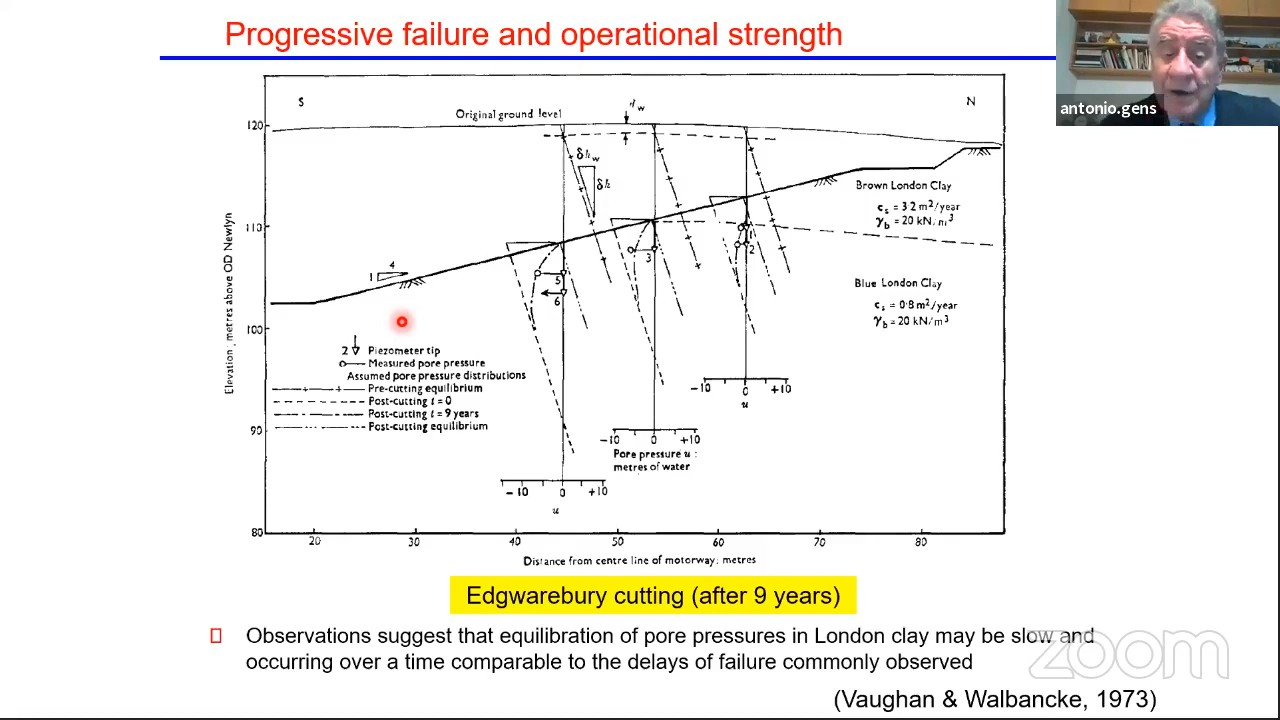 Progressive failure and operational strength
antonio.gens
S
N
Original ground level
120
110
100
90
80
Elevation; metres above OD Newlyn
δh
1
4
Brown London Clay
cs = 3·2 m²/year
γb = 20 kN/m³
Blue London Clay
cs = 0·8 m²/year
γb = 20 kN/m³
5
6
3
2
2 Piezometer tip
Measured pore pressure
Assumed pore pressure distributions
Pre-cutting equilibrium
Post-cutting t = 0
Post-cutting t = 9 years
Post-cutting equilibrium
-10 0 +10
u
-10 0 +10
Pore pressure u :
metres of water
-10 0 +10
u
20 30 40 50 60 70 80
Distance from centre line of motorway; metres
Edgwarebury cutting (after 9 years)
Observations suggest that equilibration of pore pressures in London clay may be slow and
occurring over a time comparable to the delays of failure commonly observed
zoom
(Vaughan & Walbancke, 1973)